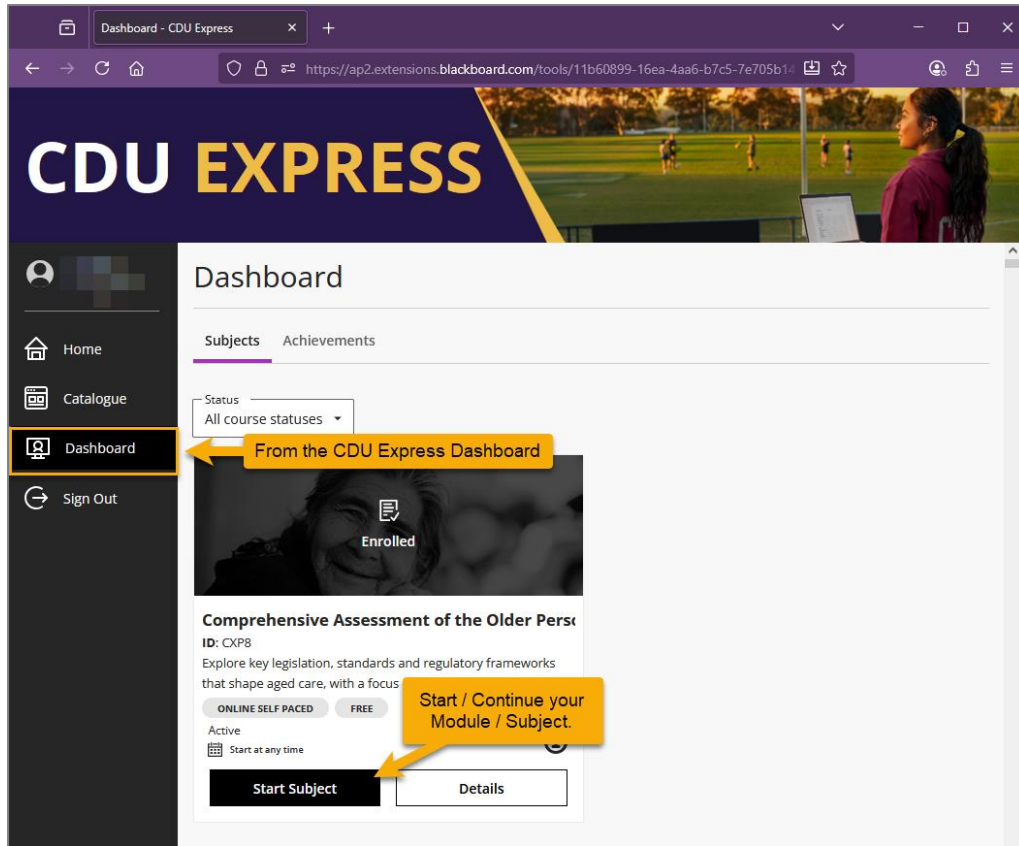 Dashboard - CDU Express
https://ap2.extensions.blackboard.com/tools/11b60899-16ea-4aa6-b7c5-7e705b14
CDU EXPRESS
Dashboard
Home
Catalogue
Dashboard
Sign Out
Subjects Achievements
Status
All course statuses
From the CDU Express Dashboard
Enrolled
Comprehensive Assessment of the Older Perso
ID: CXP8
Explore key legislation, standards and regulatory frameworks
that shape aged care, with a focus
ONLINE SELF PACED FREE
Active
Start at any time
Start / Continue your
Module / Subject.
Start Subject Details